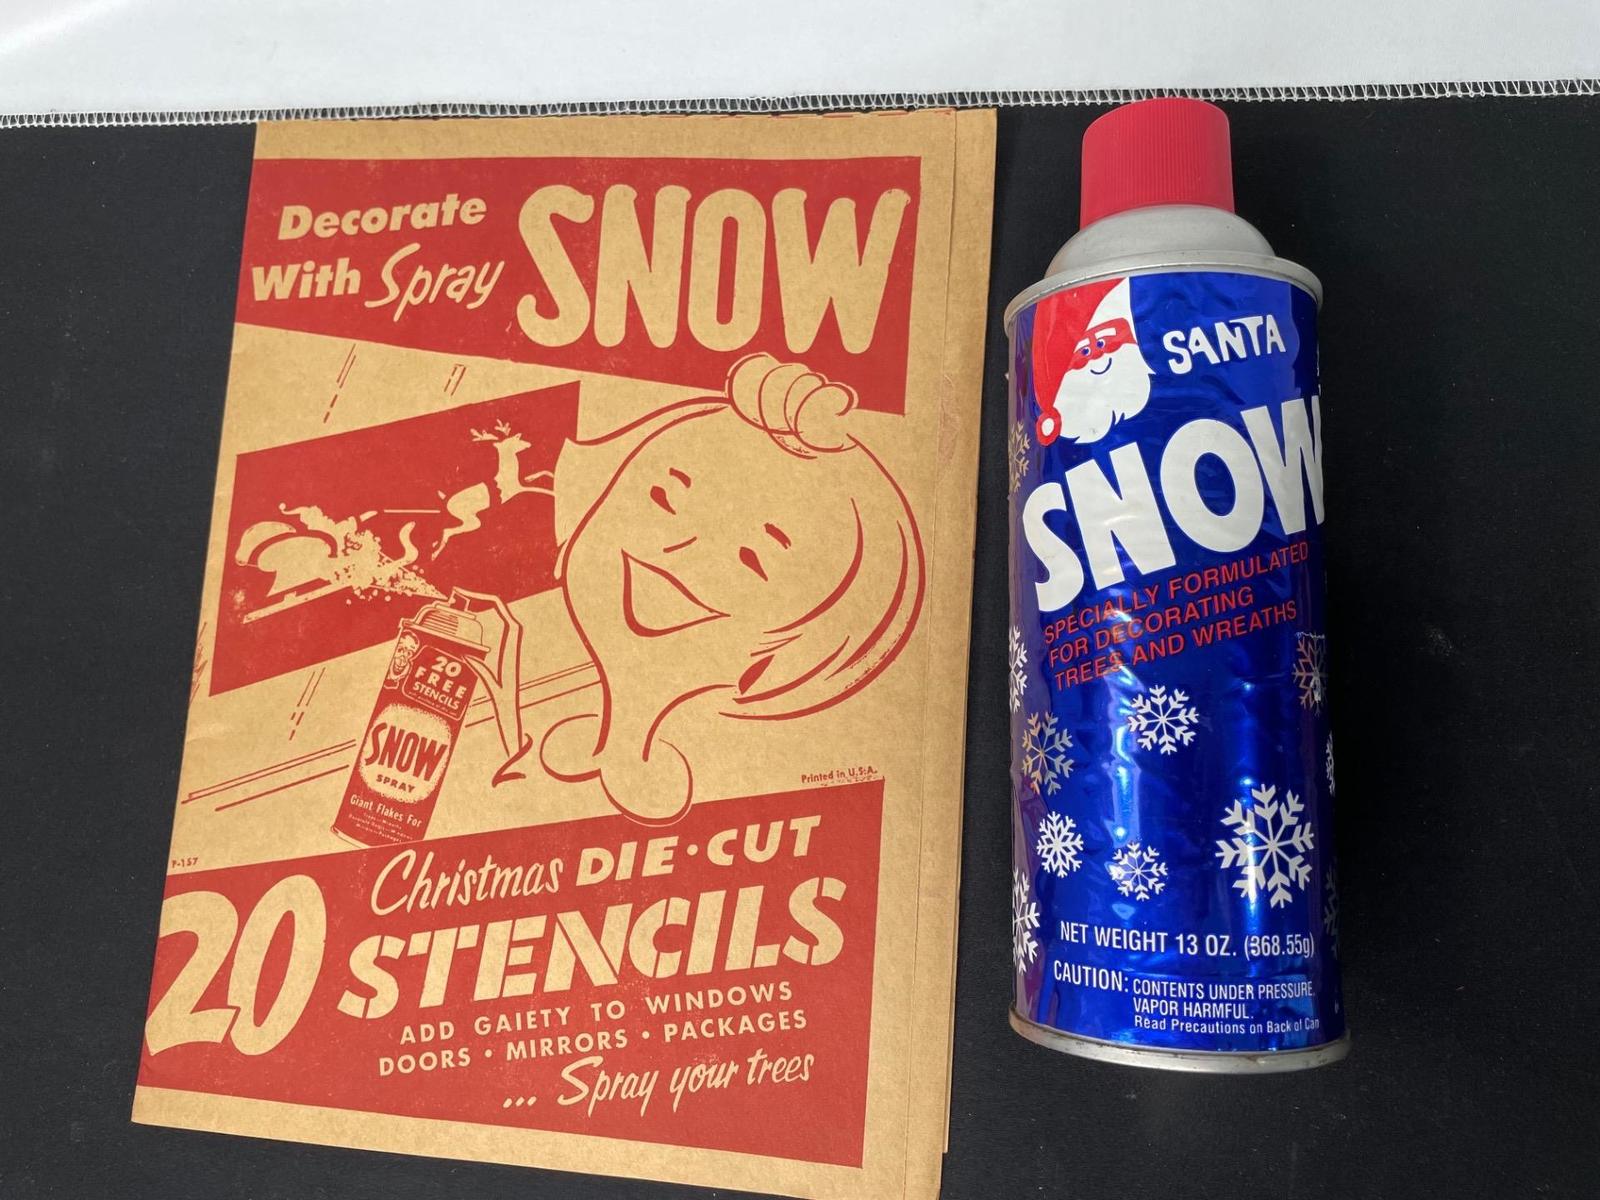 Decorate
With Spray SNOW
20
FREE
STENCILS
SNOW
SPRAY
Giant Flakes For
Printed in U.S.A.
P-157
20 Christmas DIE·CUT
STENCILS
ADD GAIETY TO WINDOWS
DOORS • MIRRORS • PACKAGES
... Spray your trees
SANTA
SNOW
SPECIALLY FORMULATED
FOR DECORATING
TREES AND WREATHS
NET WEIGHT 13 OZ. (368.55g)
CAUTION: CONTENTS UNDER PRESSURE.
VAPOR HARMFUL.
Read Precautions on Back of Can